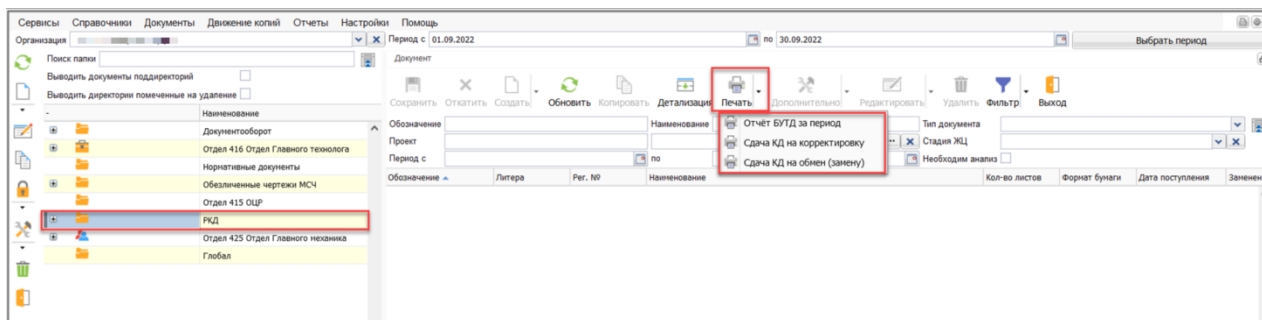 Сервисы Справочники Документы Движение копий Отчеты Настройки Помощь
Организация Период с 01.09.2022 по 30.09.2022 Выбрать период
Поиск папки Документ
Выводить документы поддиректорий
Выводить директории помеченные на удаление
Сохранить Откатить Создать Обновить Копировать Детализация Печать Дополнительно Редактировать Удалить Фильтр Выход
- Наименование
Документооборот
Отдел 416 Отдел Главного технолога
Нормативные документы
Обезличенные чертежи МСЧ
Отдел 415 ОЦР
РКД
Отдел 425 Отдел Главного механика
Глобал
Обозначение Наименование Тип документа
Проект Стадия ЖЦ
Период с по Необходим анализ
Отчёт БУТД за период
Сдача КД на корректировку
Сдача КД на обмен (замену)
Обозначение Литера Рег. № Наименование Кол-во листов Формат бумаги Дата поступления Заменен